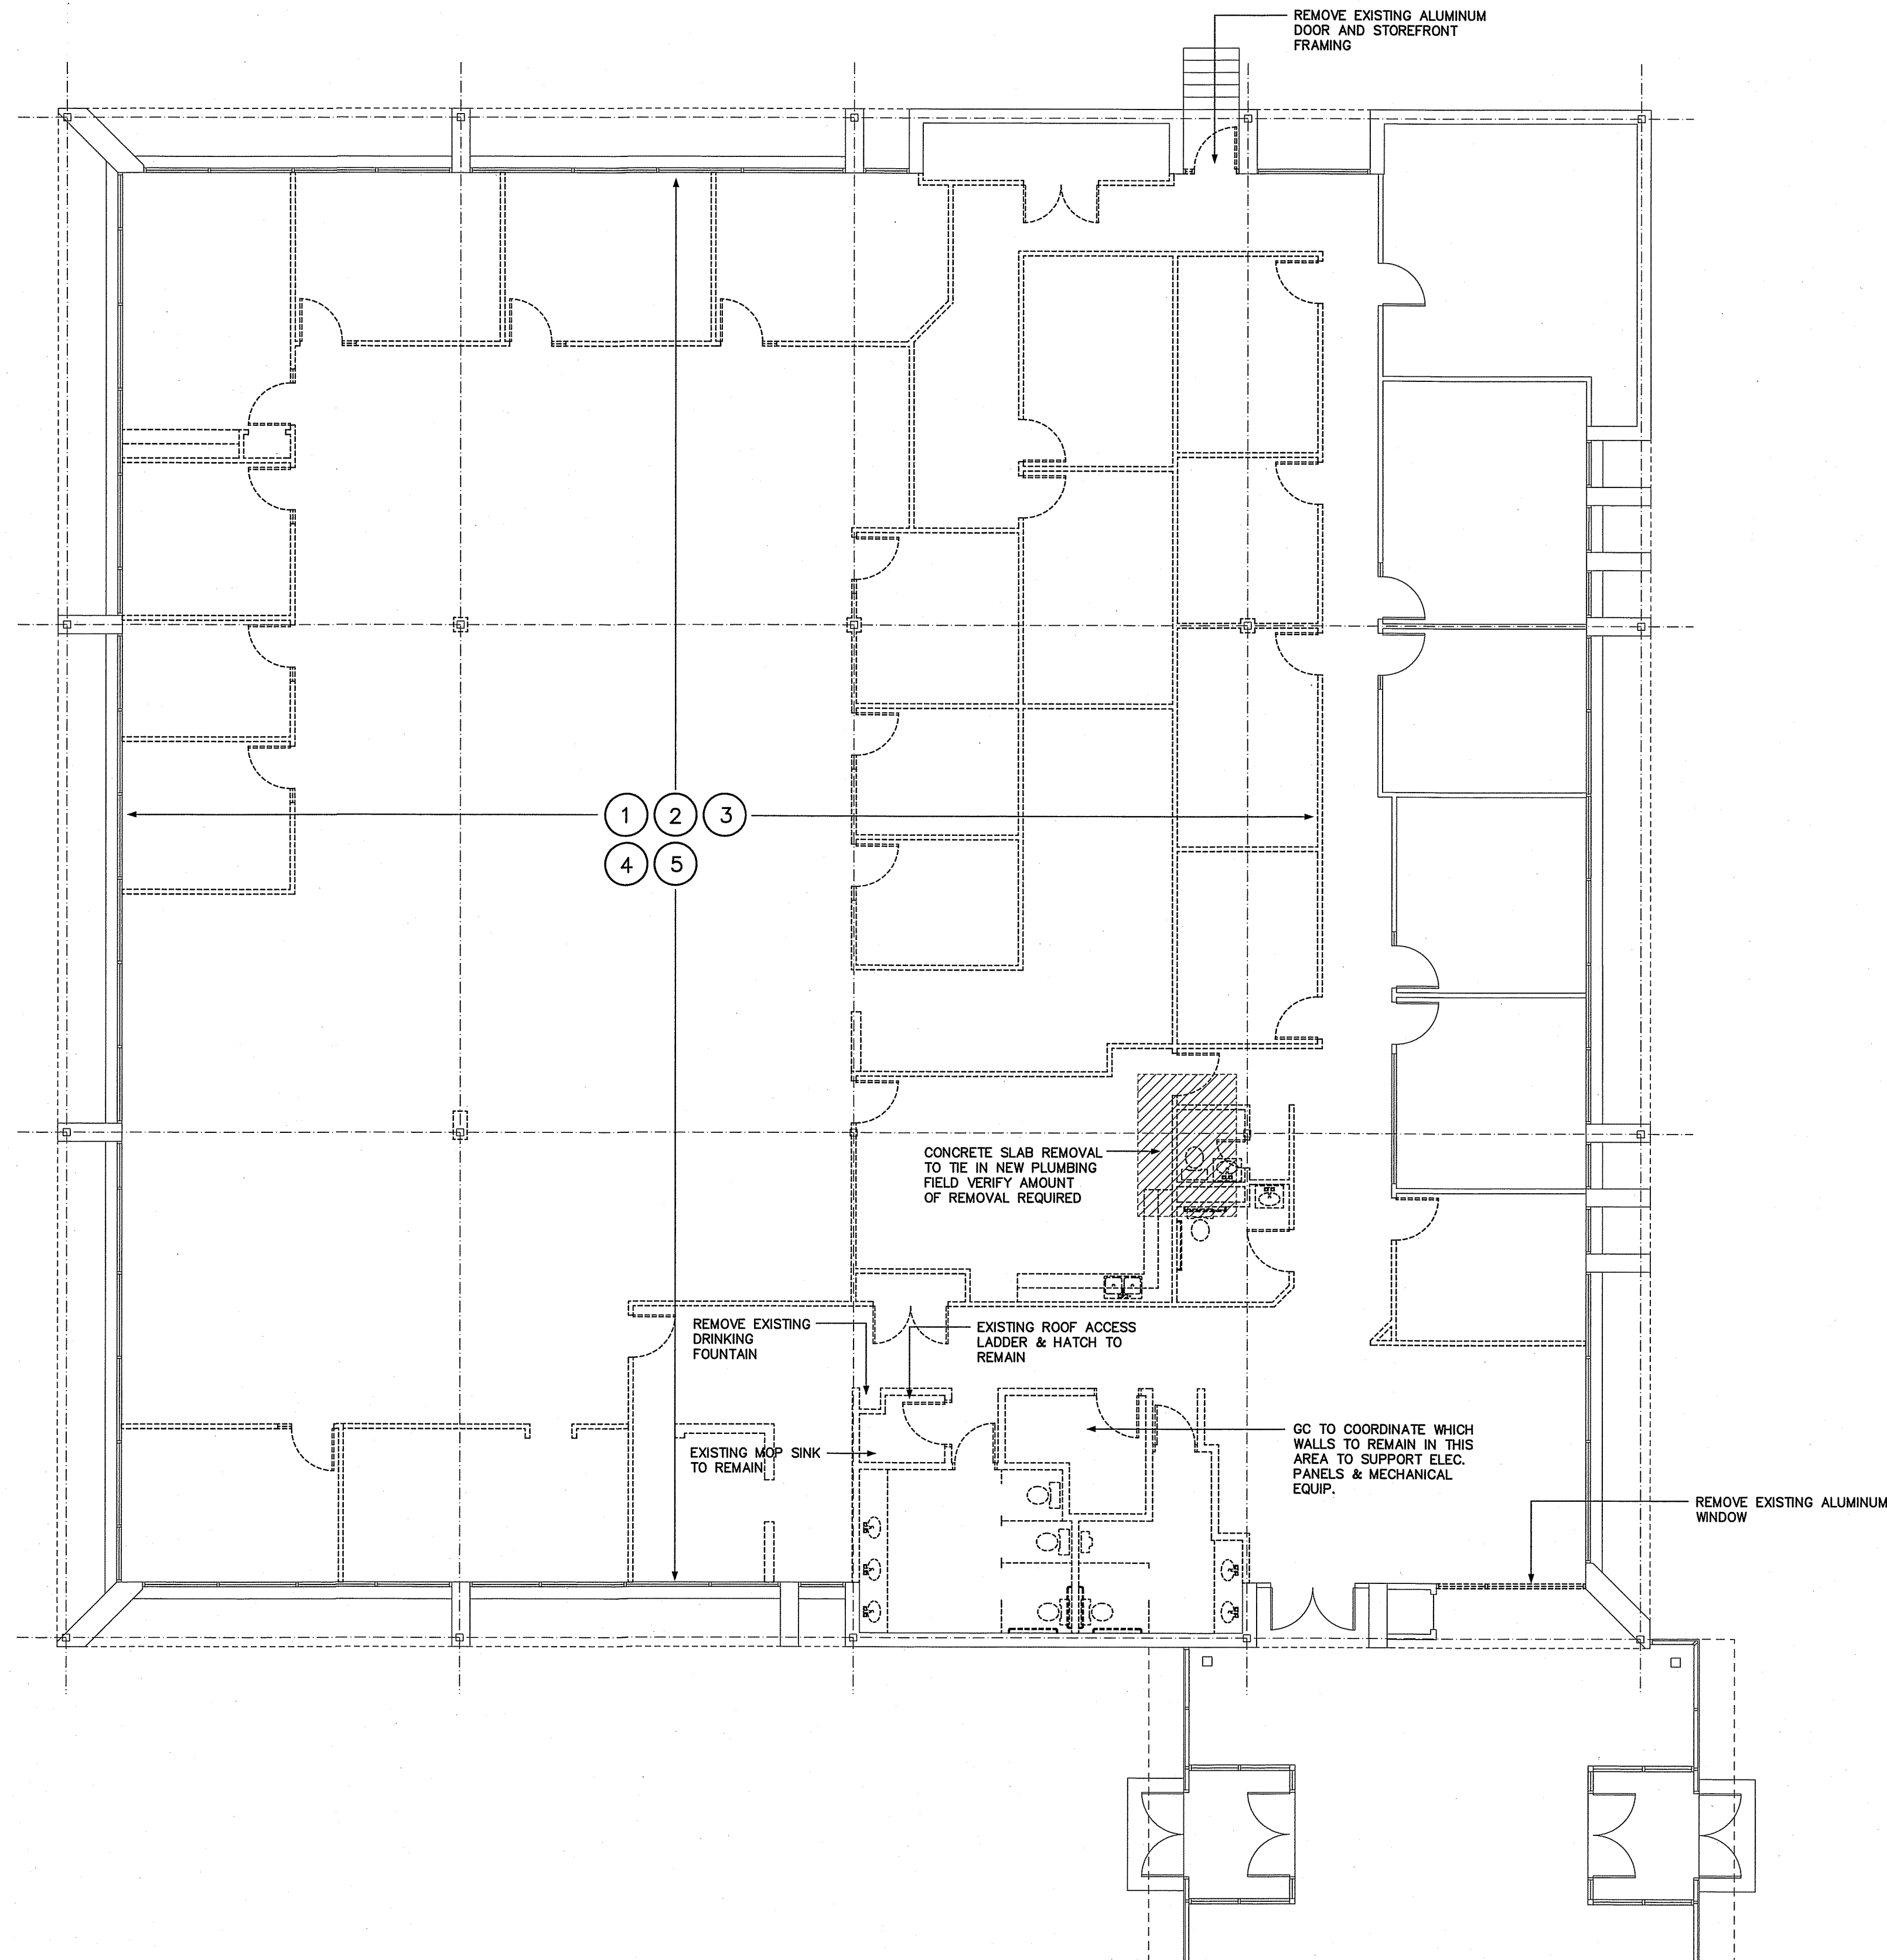 REMOVE EXISTING ALUMINUM
DOOR AND STOREFRONT
FRAMING
1 2 3
4 5
CONCRETE SLAB REMOVAL
TO TIE IN NEW PLUMBING
FIELD VERIFY AMOUNT
OF REMOVAL REQUIRED
REMOVE EXISTING
DRINKING
FOUNTAIN
EXISTING ROOF ACCESS
LADDER & HATCH TO
REMAIN
EXISTING MOP SINK
TO REMAIN
GC TO COORDINATE WHICH
WALLS TO REMAIN IN THIS
AREA TO SUPPORT ELEC.
PANELS & MECHANICAL
EQUIP.
REMOVE EXISTING ALUMINUM
WINDOW